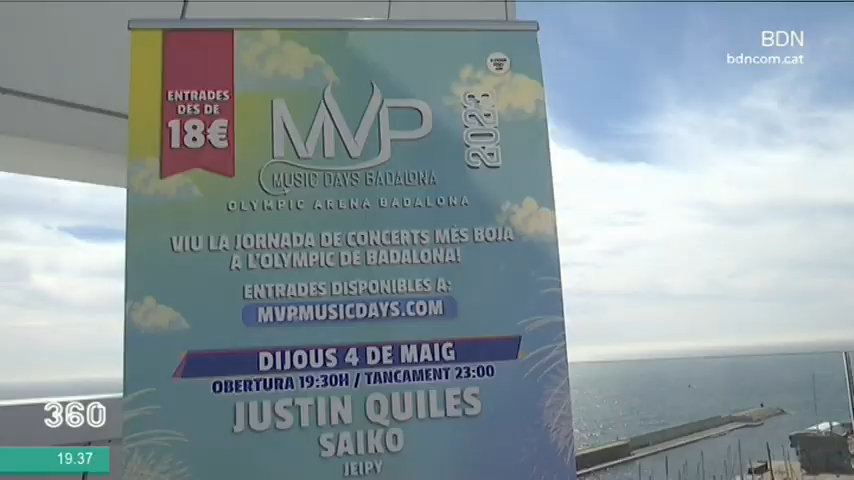 BDN
bdncom.cat
ENTRADES
DES DE
18€
MVP
2023
MUSIC DAYS BADALONA
OLYMPIC ARENA BADALONA
VIU LA JORNADA DE CONCERTS MÉS BOJA
A L'OLYMPIC DE BADALONA!
ENTRADES DISPONIBLES A:
MVPMUSICDAYS.COM
DIJOUS 4 DE MAIG
OBERTURA 19:30H / TANCAMENT 23:00
JUSTIN QUILES
SAIKO
JEIPY
360
19.37